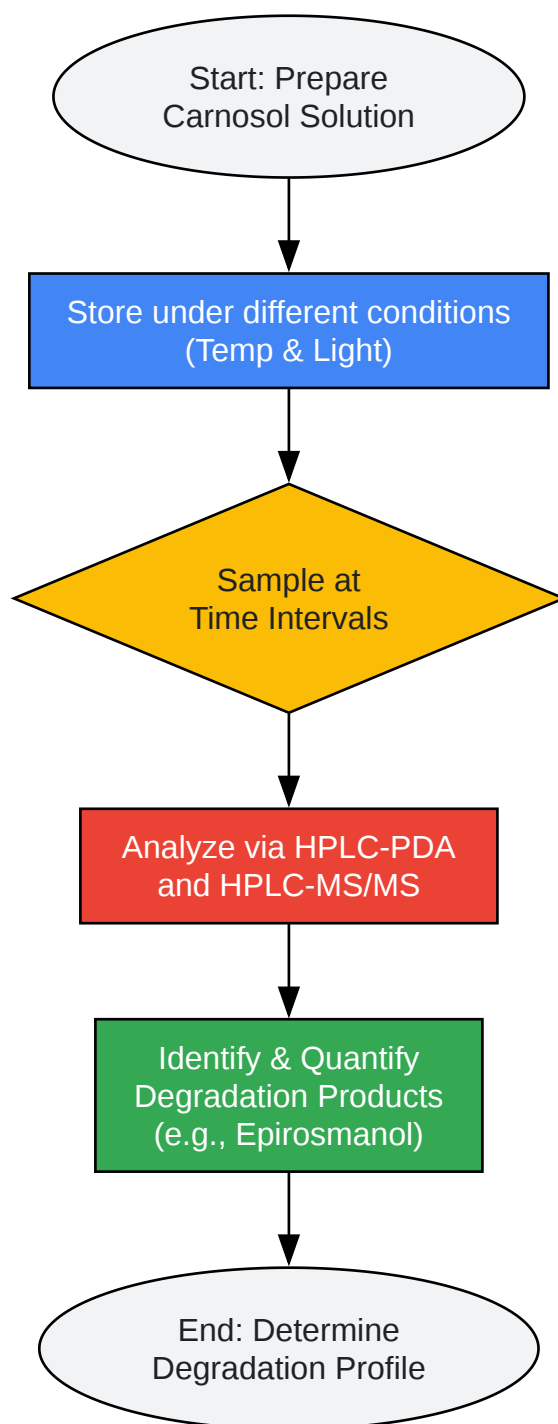 Start: Prepare
Carnosol Solution
Store under different conditions
(Temp & Light)
Sample at
Time Intervals
Analyze via HPLC-PDA
and HPLC-MS/MS
Identify & Quantify
Degradation Products
(e.g., Epirosmanol)
End: Determine
Degradation Profile